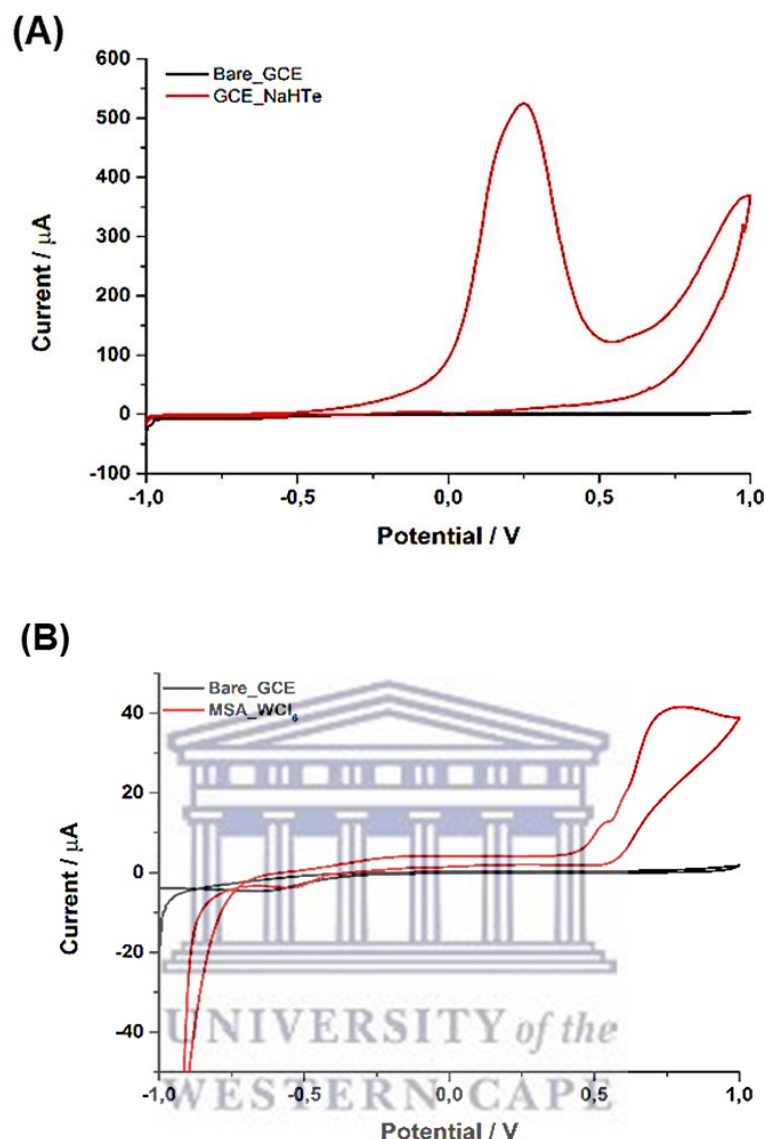 (A)
600
500
400
300
200
100
0
-100
Current / µA
Bare_GCE
GCE_NaHTe
-1,0
-0,5
0,0
0,5
1,0
Potential / V
(B)
40
20
0
-20
-40
Current / µA
Bare_GCE
MSA_WCl₆
UNIVERSITY of the
-1,0
-0,5
0,0
0,5
1,0
WESTERN CAPE
Potential / V